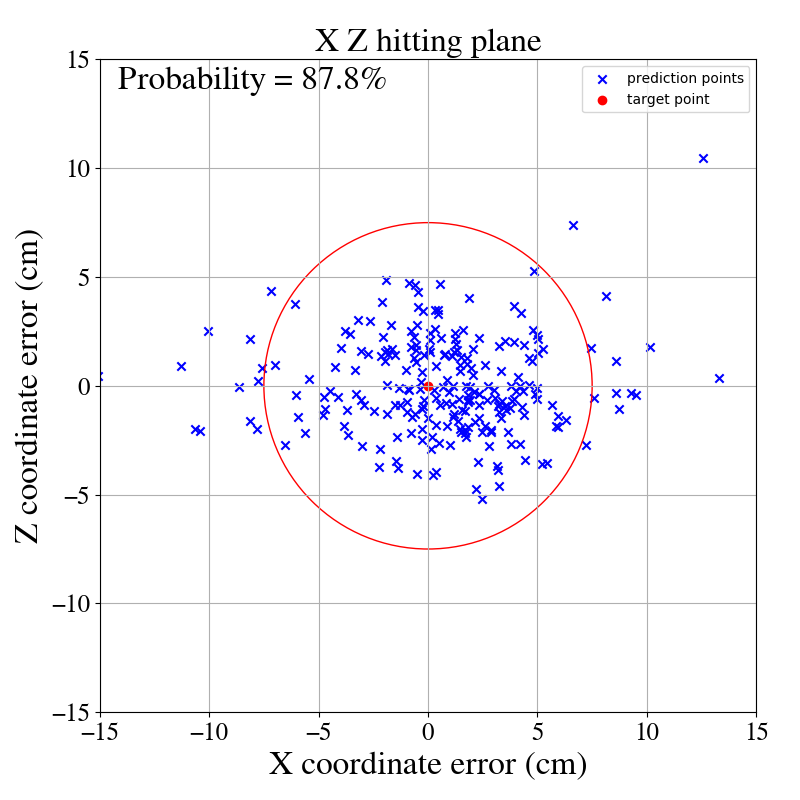 X Z hitting plane
Probability = 87.8%
prediction points
target point
Z coordinate error (cm)
15
10
5
0
−5
−10
−15
−15 −10 −5 0 5 10 15
X coordinate error (cm)